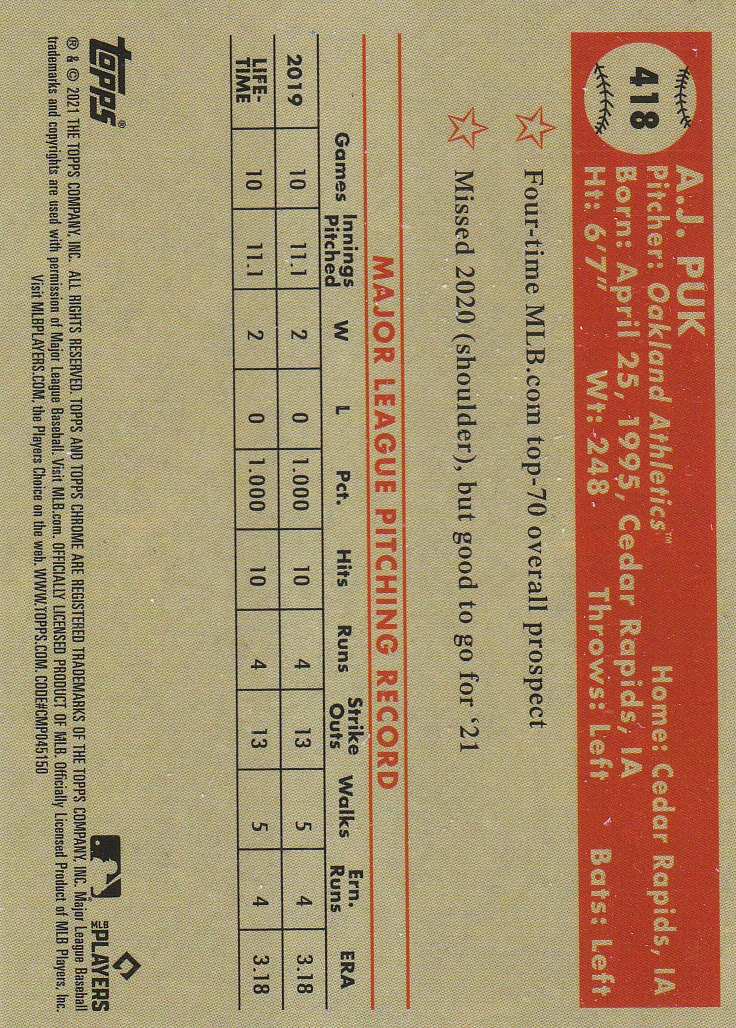 418
A.J. PUK
Pitcher: Oakland Athletics™ Home: Cedar Rapids, IA
Born: April 25, 1995, Cedar Rapids, IA
Ht: 6'7" Wt: 248 Throws: Left Bats: Left
Four-time MLB.com top-70 overall prospect
Missed 2020 (shoulder), but good to go for ‘21
MAJOR LEAGUE PITCHING RECORD
Games Innings Pitched W L Pct. Hits Runs Strike Outs Walks Ern. Runs ERA
2019 10 11.1 2 0 1.000 10 4 13 5 4 3.18
LIFE-TIME 10 11.1 2 0 1.000 10 4 13 5 4 3.18
topps®
MLB PLAYERS
® & © 2021 THE TOPPS COMPANY, INC. ALL RIGHTS RESERVED. TOPPS AND TOPPS CHROME ARE REGISTERED TRADEMARKS OF THE TOPPS COMPANY, INC. Major League Baseball
trademarks and copyrights are used with permission of Major League Baseball. Visit MLB.com. OFFICIALLY LICENSED PRODUCT OF MLB. Officially Licensed Product of MLB Players, Inc.
Visit MLBPLAYERS.COM, the Players Choice on the web. WWW.TOPPS.COM. CODE#CMP045150